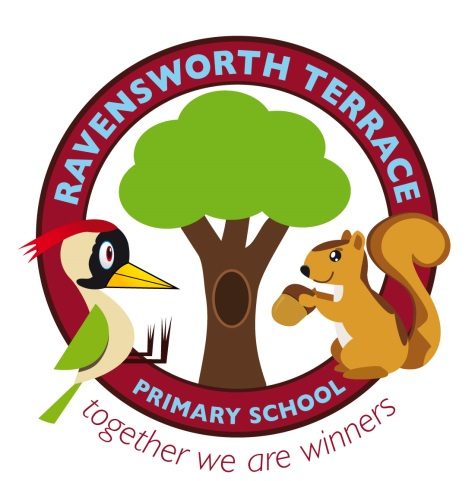 RAVENSWORTH TERRACE
PRIMARY SCHOOL
together we are winners